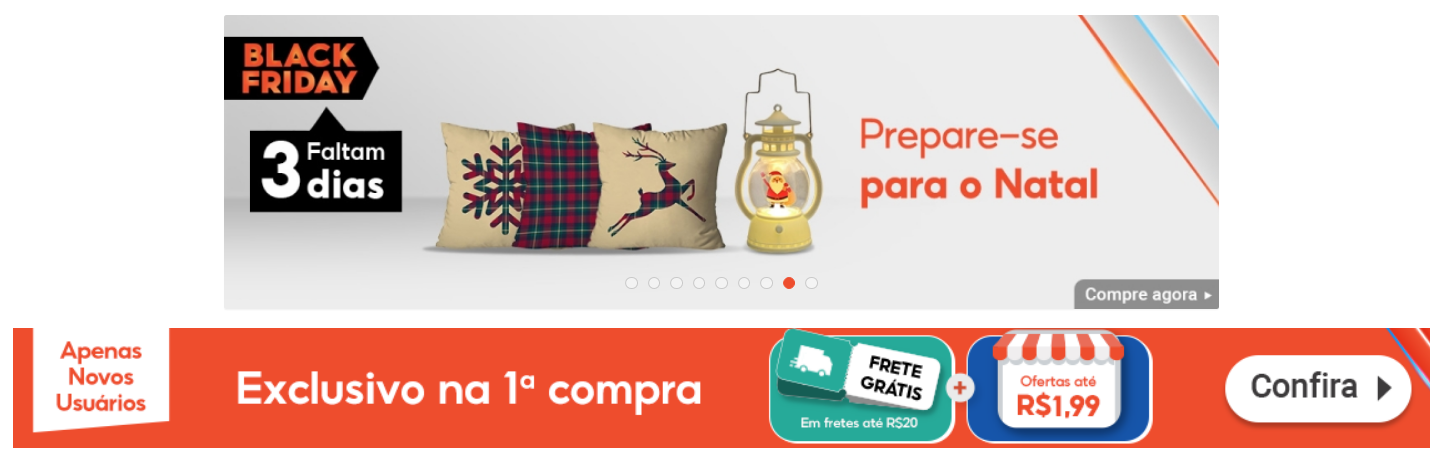 BLACK
FRIDAY
3 Faltam
dias
Prepare-se
para o Natal
Compre agora
Apenas
Novos
Usuários
Exclusivo na 1ª compra
FRETE
GRÁTIS
Em fretes até R$20
+
Ofertas até
R$1,99
Confira